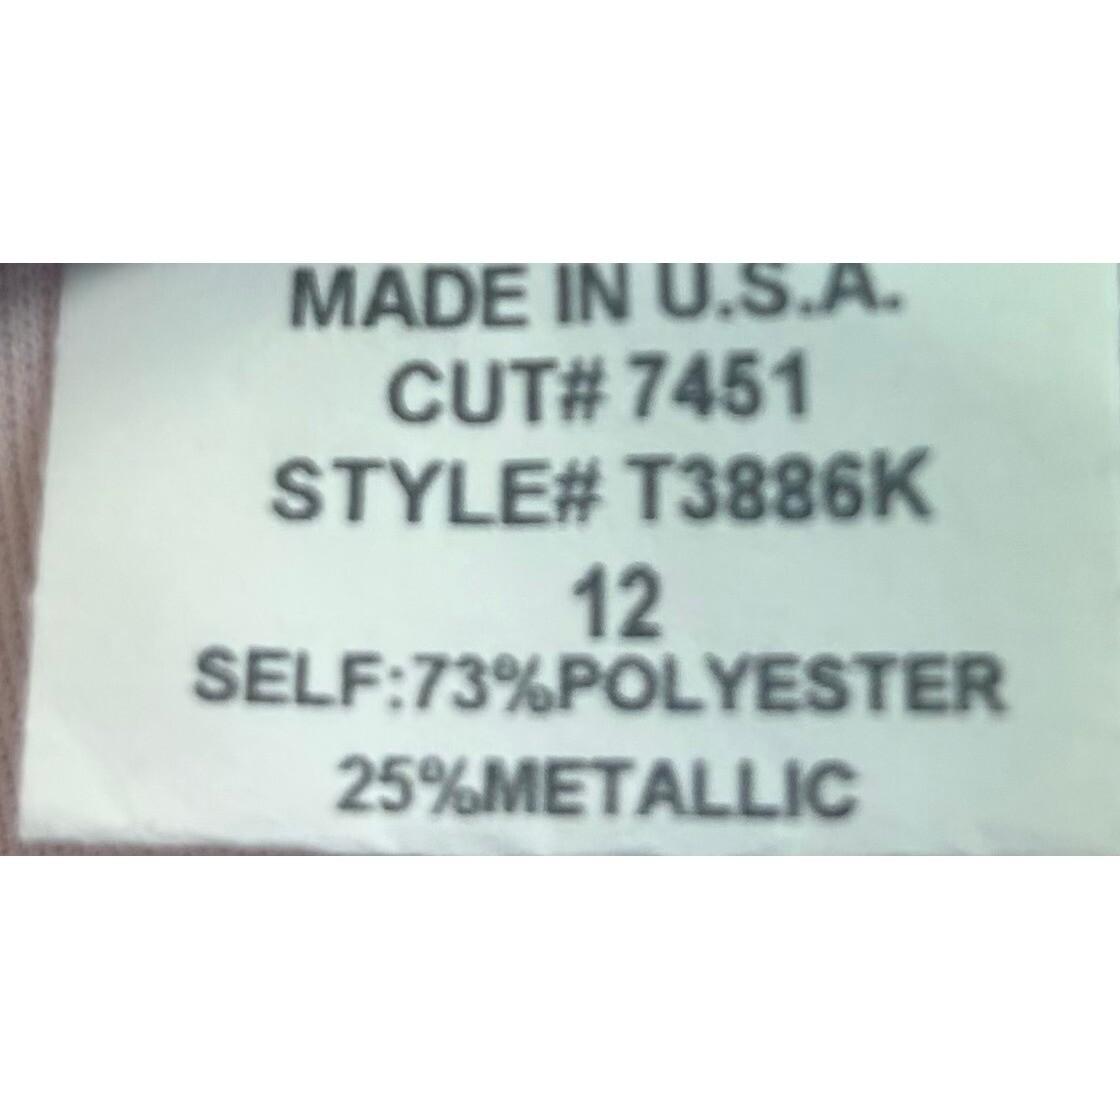 MADE IN U.S.A.
CUT# 7451
STYLE# T3886K
12
SELF:73%POLYESTER
25%METALLIC